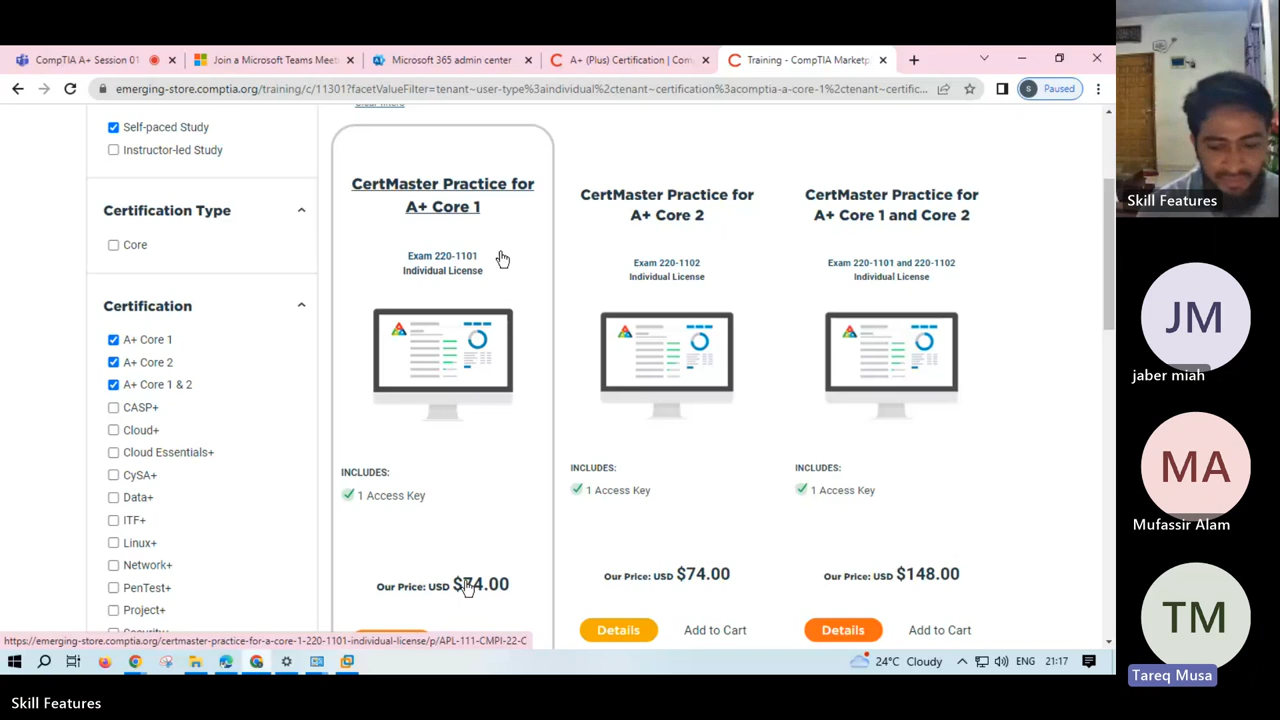 CompTIA A+ Session 01
Join a Microsoft Teams Meet
Microsoft 365 admin center
A+ (Plus) Certification | Com
Training - CompTIA Marketp
emerging-store.comptia.org/training/c/11301?facetValueFilter=tenant~user-type%3aindividual%2ctenant~certification%3acomptia-a-core-1%2ctenant~certific...
S
Paused
Clear filters
Self-paced Study
Instructor-led Study
Certification Type
Core
Certification
A+ Core 1
A+ Core 2
A+ Core 1 & 2
CASP+
Cloud+
Cloud Essentials+
CySA+
Data+
ITF+
Linux+
Network+
PenTest+
Project+
CertMaster Practice for
A+ Core 1
Exam 220-1101
Individual License
INCLUDES:
1 Access Key
Our Price: USD $74.00
CertMaster Practice for
A+ Core 2
Exam 220-1102
Individual License
INCLUDES:
1 Access Key
Our Price: USD $74.00
Details
Add to Cart
CertMaster Practice for
A+ Core 1 and Core 2
Exam 220-1101 and 220-1102
Individual License
INCLUDES:
1 Access Key
Our Price: USD $148.00
Details
Add to Cart
https://emerging-store.comptia.org/certmaster-practice-for-a-core-1-220-1101-individual-license/p/APL-111-CMPI-22-C
24°C Cloudy
ENG
21:17
Skill Features
JM
jaber miah
MA
Mufassir Alam
TM
Tareq Musa
Skill Features